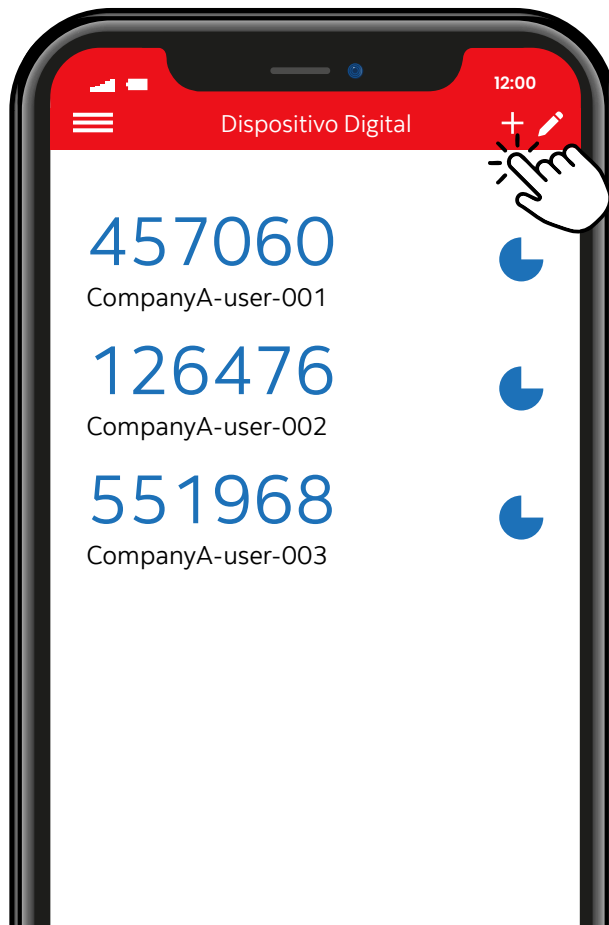 12:00
Dispositivo Digital
457060
CompanyA-user-001
126476
CompanyA-user-002
551968
CompanyA-user-003